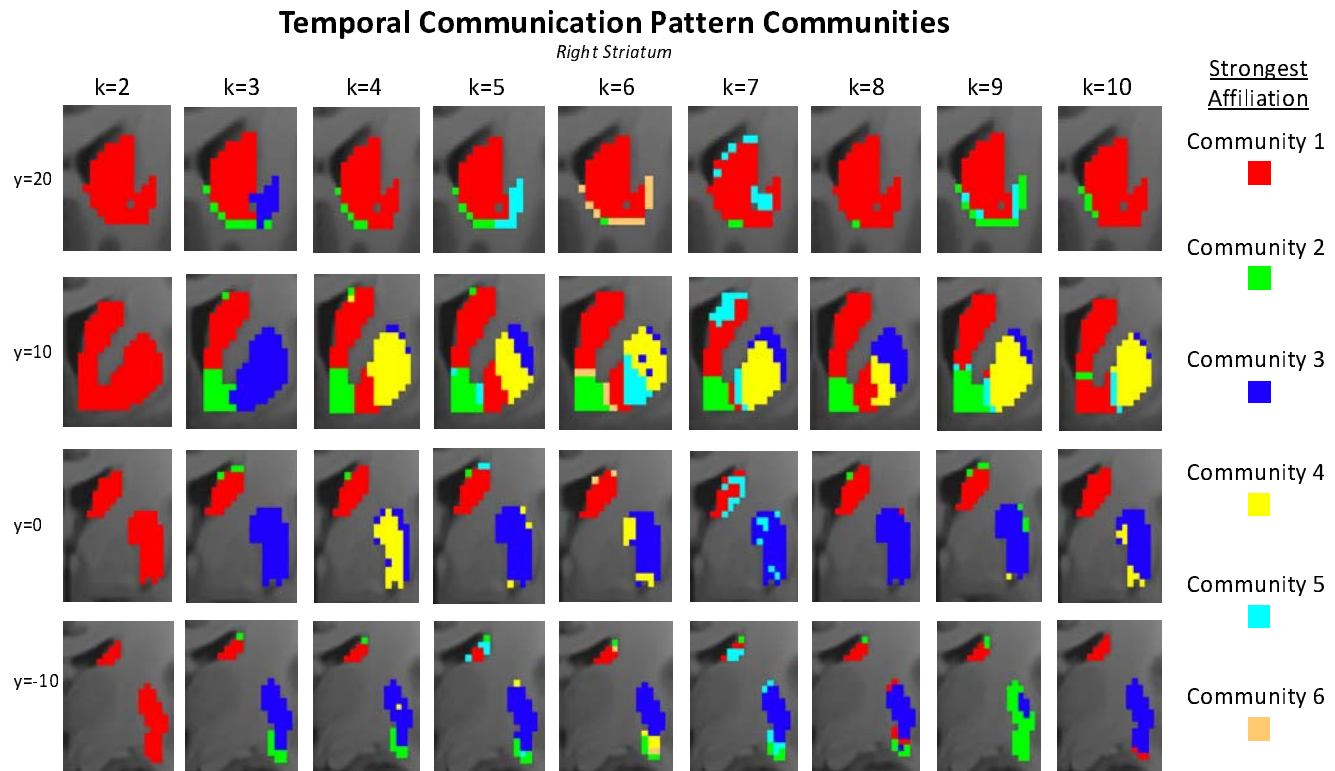 Temporal Communication Pattern Communities
Right Striatum
k=2 k=3 k=4 k=5 k=6 k=7 k=8 k=9 k=10
Strongest
Affiliation
Community 1
y=20
Community 2
y=10
Community 3
Community 4
y=0
Community 5
y=-10
Community 6